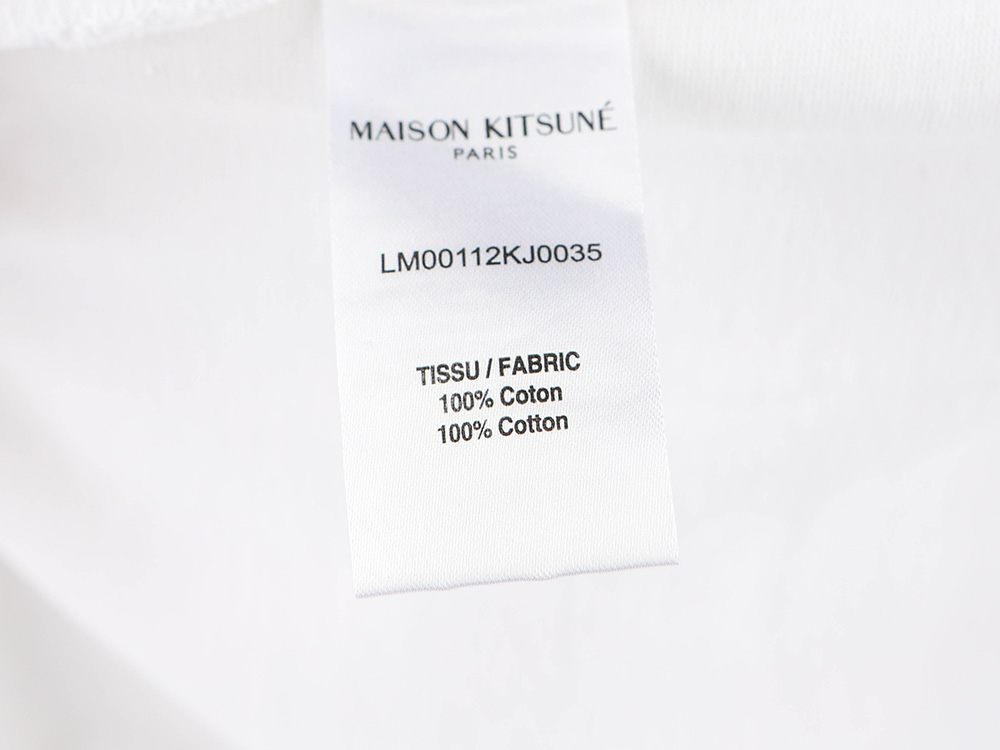 MAISON KITSUNÉ
PARIS
LM00112KJ0035
TISSU / FABRIC
100% Coton
100% Cotton